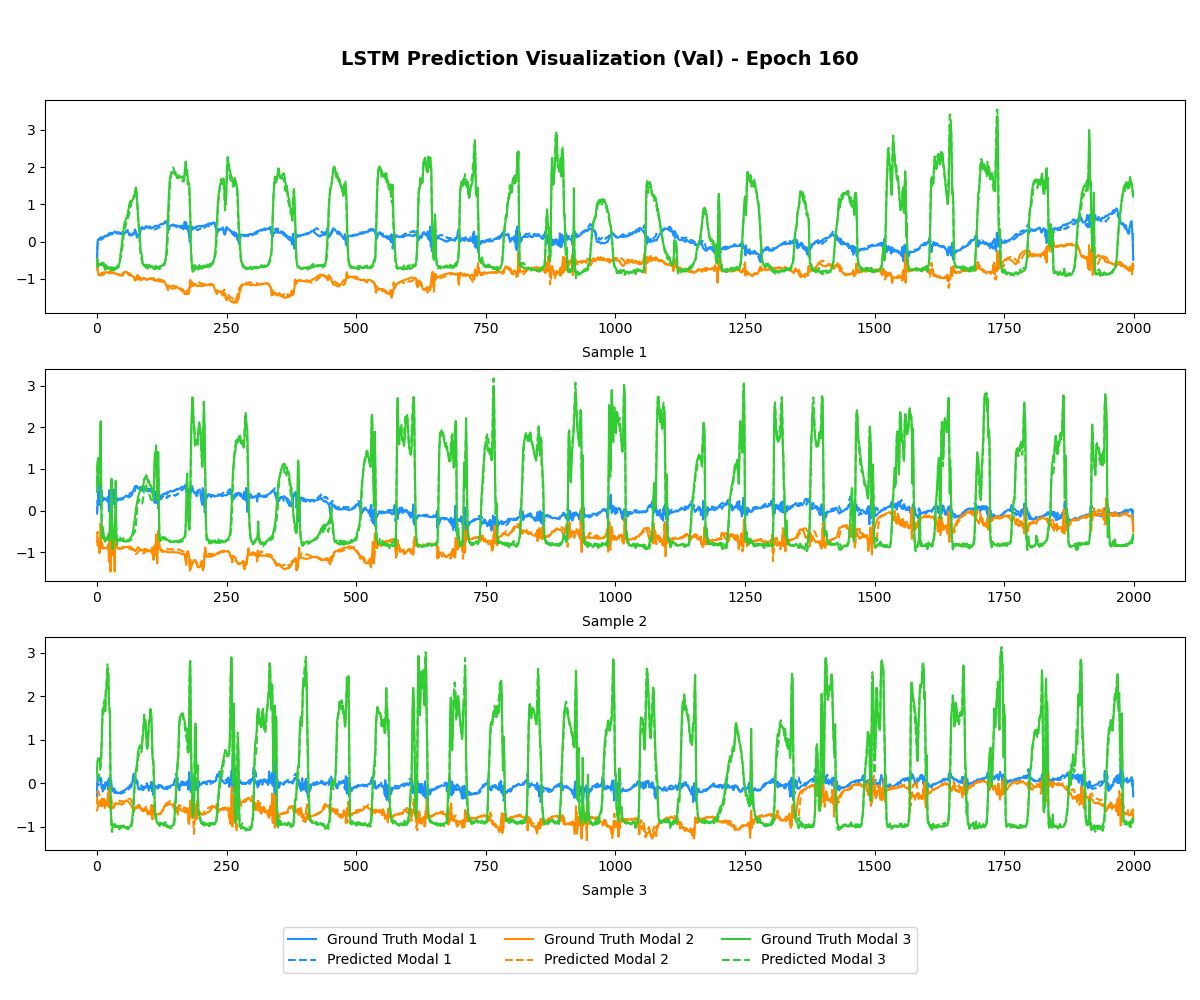 LSTM Prediction Visualization (Val) - Epoch 160
3
2
1
0
−1
0 250 500 750 1000 1250 1500 1750 2000
Sample 1
3
2
1
0
−1
0 250 500 750 1000 1250 1500 1750 2000
Sample 2
3
2
1
0
−1
0 250 500 750 1000 1250 1500 1750 2000
Sample 3
Ground Truth Modal 1 Ground Truth Modal 2 Ground Truth Modal 3
Predicted Modal 1 Predicted Modal 2 Predicted Modal 3